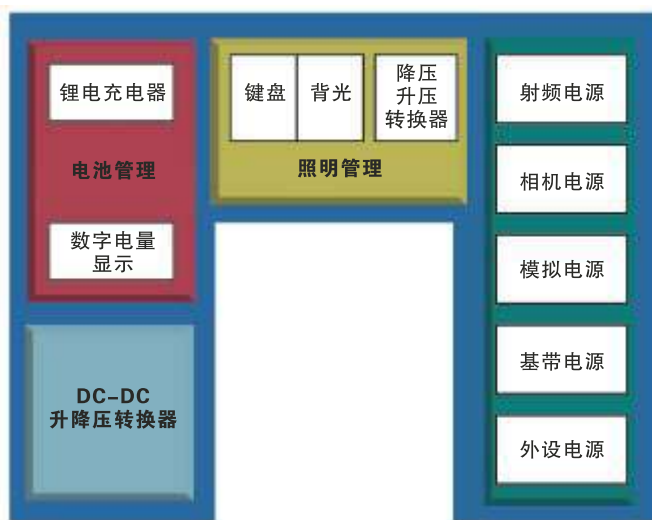 锂电充电器
电池管理
数字电量
显示
DC-DC
升降压转换器
键盘
背光
降压
升压
转换器
照明管理
射频电源
相机电源
模拟电源
基带电源
外设电源